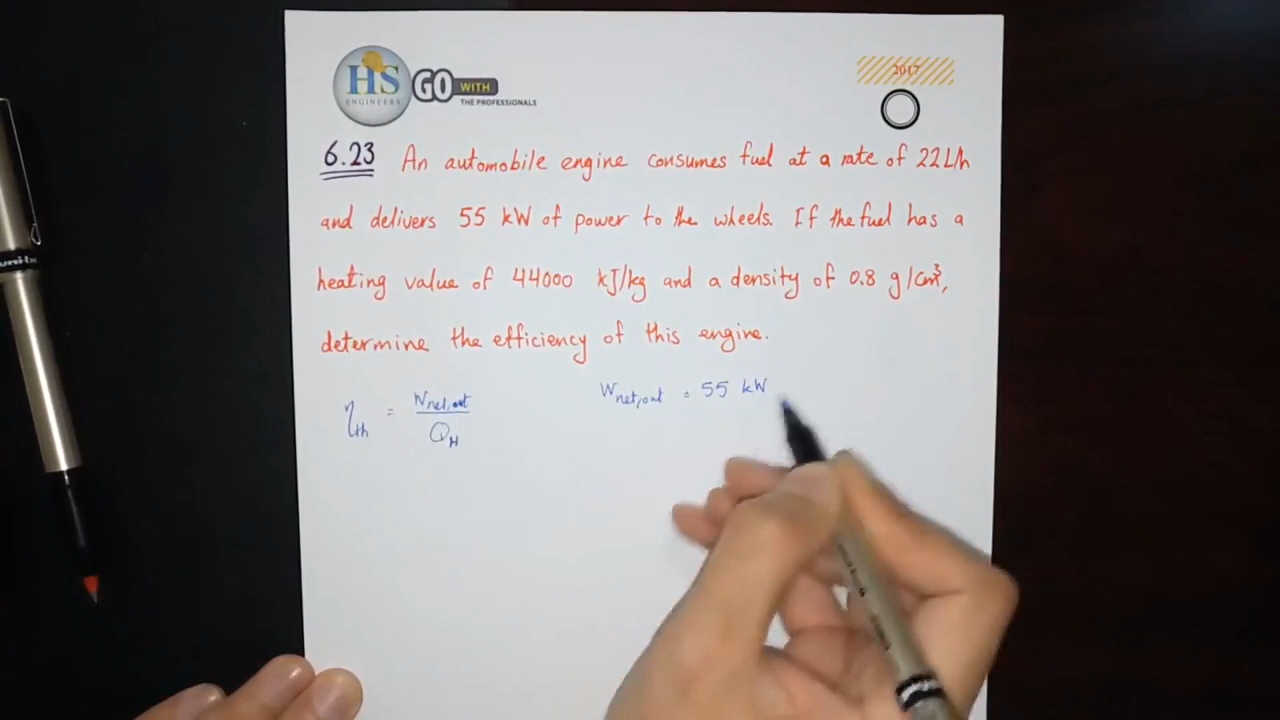 HS
ENGINEERS
GO WITH
THE PROFESSIONALS
2017
6.23 An automobile engine consumes fuel at a rate of 22L/h
and delivers 55 kW of power to the wheels. If the fuel has a
heating value of 44000 kJ/kg and a density of 0.8 g/cm³,
determine the efficiency of this engine.
ηth = Wnet,out / QH
Wnet,out = 55 kW